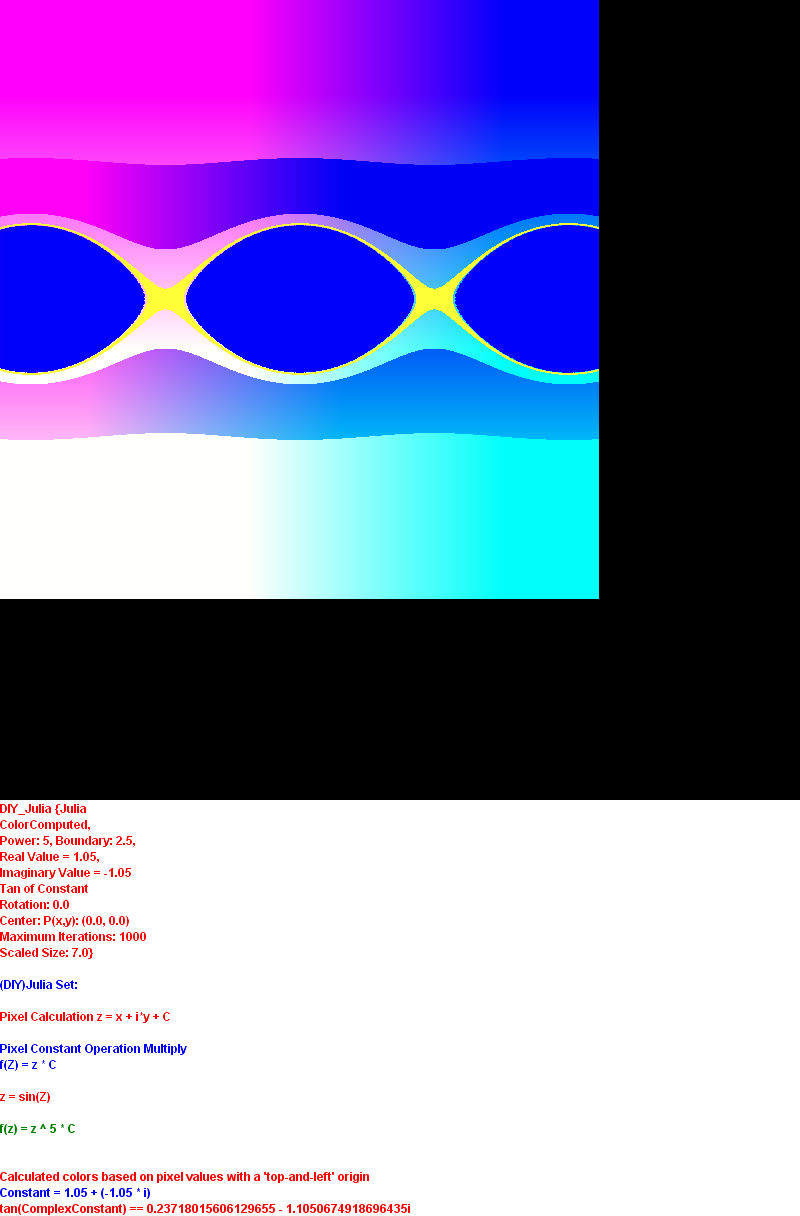 DIY_Julia {Julia
ColorComputed,
Power: 5, Boundary: 2.5,
Real Value = 1.05,
Imaginary Value = -1.05
Tan of Constant
Rotation: 0.0
Center: P(x,y): (0.0, 0.0)
Maximum Iterations: 1000
Scaled Size: 7.0}
(DIY)Julia Set:
Pixel Calculation z = x + i*y + C
Pixel Constant Operation Multiply
f(Z) = z * C
z = sin(Z)
f(z) = z ^ 5 * C
Calculated colors based on pixel values with a 'top-and-left' origin
Constant = 1.05 + (-1.05 * i)
tan(ComplexConstant) == 0.23718015606129655 - 1.1050674918696435i